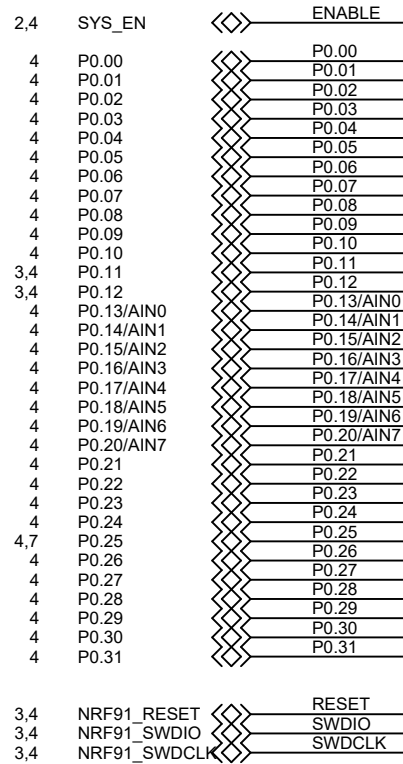 2,4 SYS_EN ENABLE
4 P0.00 P0.00
4 P0.01 P0.01
4 P0.02 P0.02
4 P0.03 P0.03
4 P0.04 P0.04
4 P0.05 P0.05
4 P0.06 P0.06
4 P0.07 P0.07
4 P0.08 P0.08
4 P0.09 P0.09
4 P0.10 P0.10
3,4 P0.11 P0.11
3,4 P0.12 P0.12
4 P0.13/AIN0 P0.13/AIN0
4 P0.14/AIN1 P0.14/AIN1
4 P0.15/AIN2 P0.15/AIN2
4 P0.16/AIN3 P0.16/AIN3
4 P0.17/AIN4 P0.17/AIN4
4 P0.18/AIN5 P0.18/AIN5
4 P0.19/AIN6 P0.19/AIN6
4 P0.20/AIN7 P0.20/AIN7
4 P0.21 P0.21
4 P0.22 P0.22
4 P0.23 P0.23
4 P0.24 P0.24
4,7 P0.25 P0.25
4 P0.26 P0.26
4 P0.27 P0.27
4 P0.28 P0.28
4 P0.29 P0.29
4 P0.30 P0.30
4 P0.31 P0.31
3,4 NRF91_RESET RESET
3,4 NRF91_SWDIO SWDIO
3,4 NRF91_SWDCLK SWDCLK